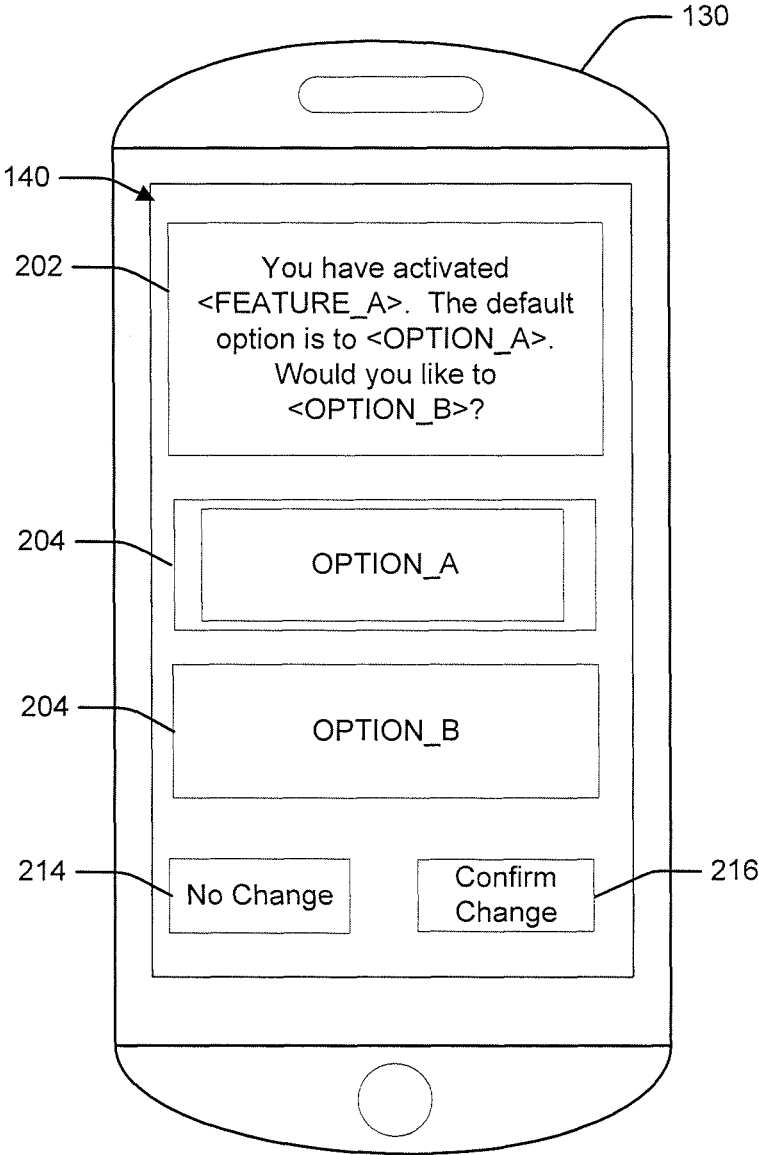 130
140
202
You have activated
<FEATURE_A>. The default
option is to <OPTION_A>.
Would you like to
<OPTION_B>?
204
OPTION_A
204
OPTION_B
214
No Change
Confirm
Change
216